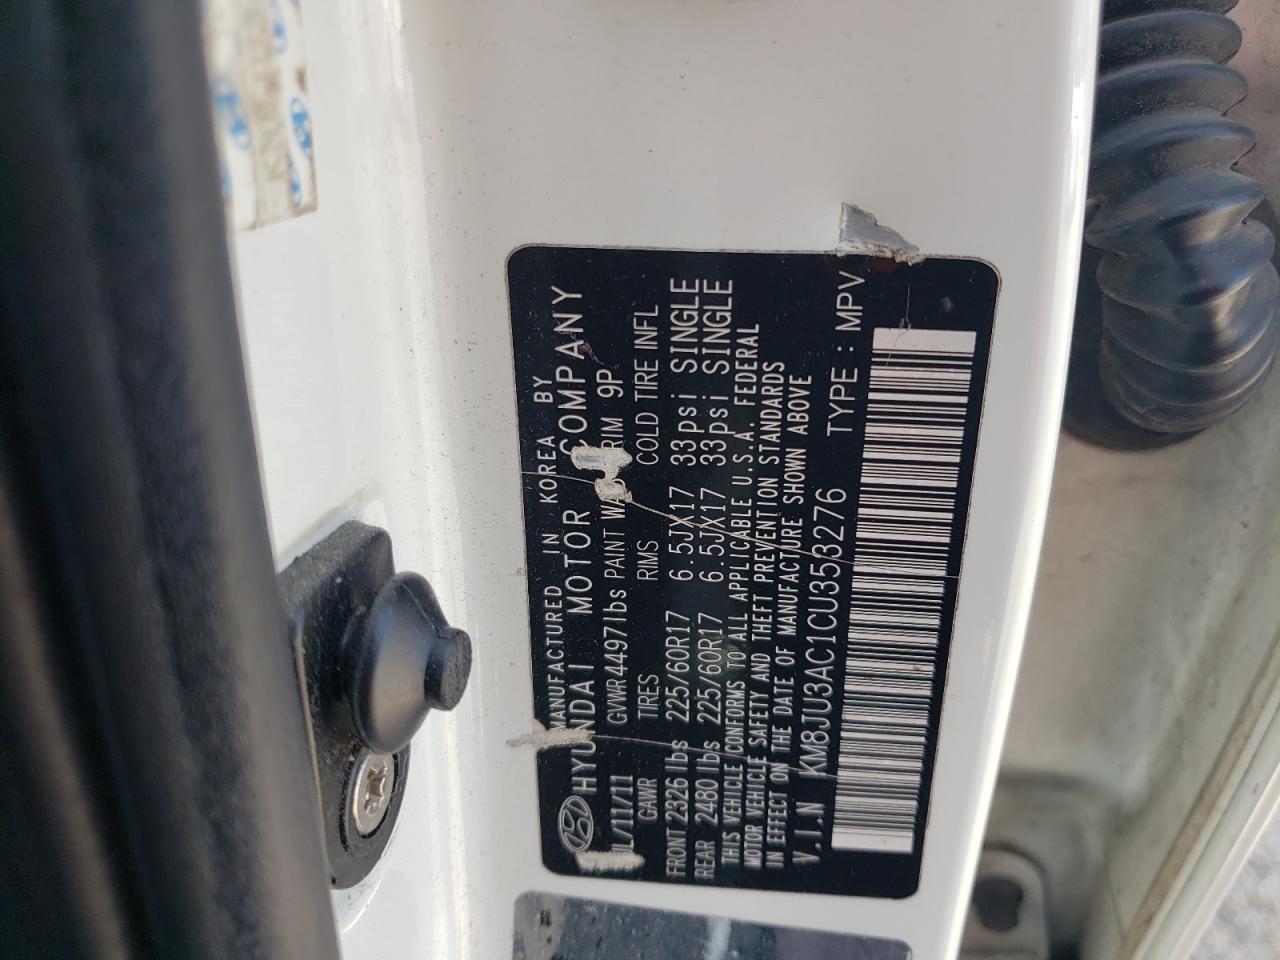 MANUFACTURED IN KOREA BY
HYUNDAI MOTOR COMPANY
/11/11 GVWR 4497lbs PAINT WA TRIM 9P
GAWR TIRES RIMS COLD TIRE INFL
FRONT 2326 lbs 225/60R17 6.5JX17 33psi SINGLE
REAR 2480 lbs 225/60R17 6.5JX17 33psi SINGLE
THIS VEHICLE CONFORMS TO ALL APPLICABLE U.S.A. FEDERAL
MOTOR VEHICLE SAFETY AND THEFT PREVENTION STANDARDS
IN EFFECT ON THE DATE OF MANUFACTURE SHOWN ABOVE
V.I.N KM8JU3AC1CU353276 TYPE : MPV